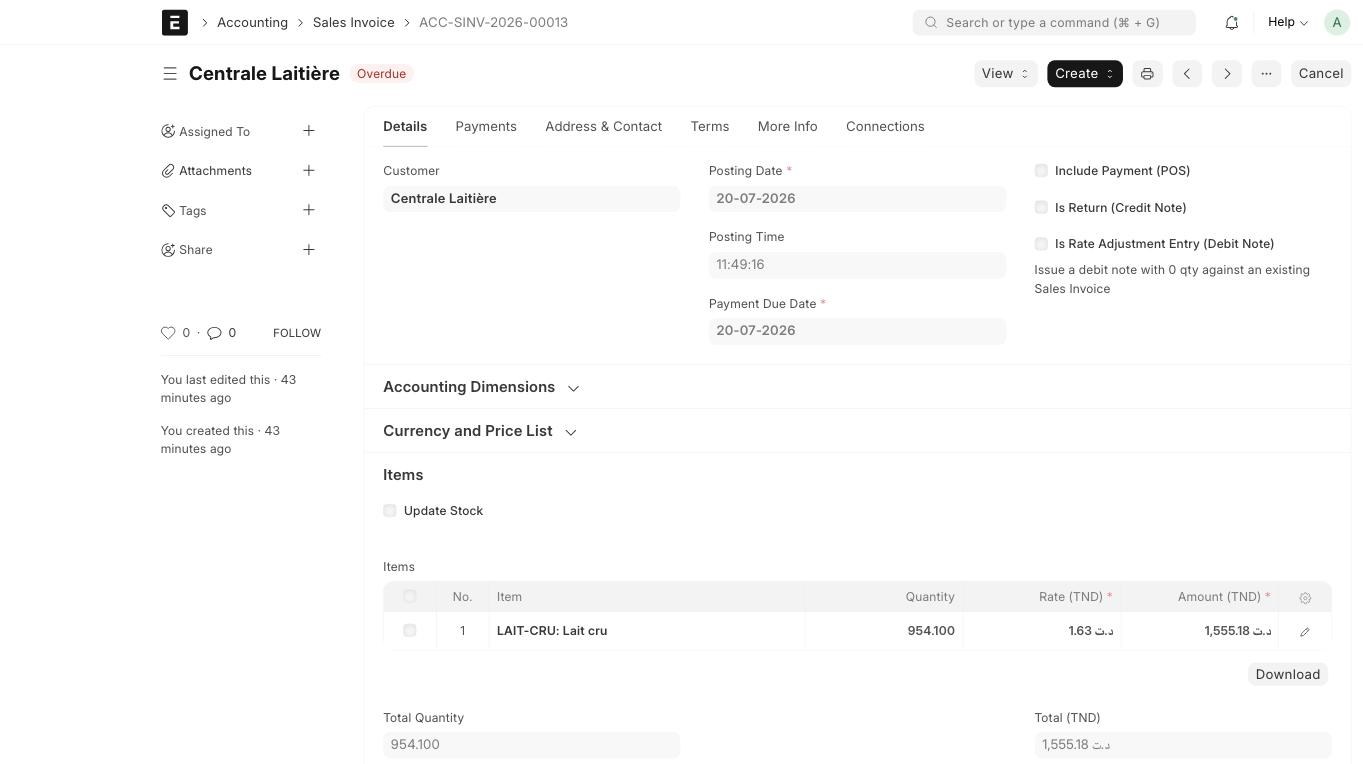 Accounting
Sales Invoice
ACC-SINV-2026-00013
Search or type a command (⌘ + G)
Help
A
Centrale Laitière
Overdue
View
Create
Cancel
Assigned To
Attachments
Tags
Share
0 · 0 FOLLOW
You last edited this · 43
minutes ago
You created this · 43
minutes ago
Details Payments Address & Contact Terms More Info Connections
Customer
Centrale Laitière
Posting Date *
20-07-2026
Posting Time
11:49:16
Payment Due Date *
20-07-2026
Include Payment (POS)
Is Return (Credit Note)
Is Rate Adjustment Entry (Debit Note)
Issue a debit note with 0 qty against an existing
Sales Invoice
Accounting Dimensions
Currency and Price List
Items
Update Stock
Items
No. Item Quantity Rate (TND) * Amount (TND) *
1 LAIT-CRU: Lait cru 954.100 1.63 د.ت 1,555.18 د.ت
Download
Total Quantity
954.100
Total (TND)
1,555.18 د.ت